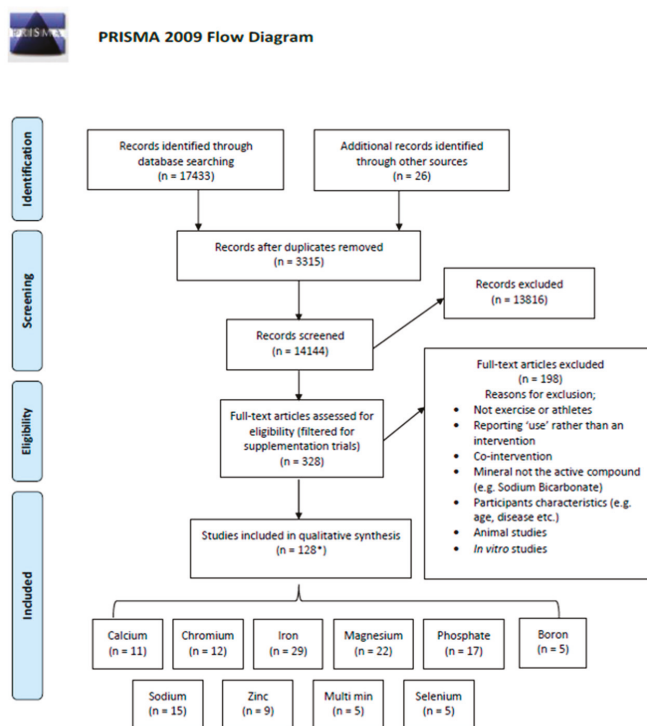 PRISMA
PRISMA 2009 Flow Diagram
Identification
Records identified through
database searching
(n = 17433)
Additional records identified
through other sources
(n = 26)
Screening
Records after duplicates removed
(n = 3315)
Records excluded
(n = 13816)
Records screened
(n = 14144)
Eligibility
Full-text articles assessed for
eligibility (filtered for
supplementation trials)
(n = 328)
Full-text articles excluded
(n = 198)
Reasons for exclusion;
• Not exercise or athletes
• Reporting 'use' rather than an
intervention
• Co-intervention
• Mineral not the active compound
(e.g. Sodium Bicarbonate)
• Participants characteristics (e.g.
age, disease etc.)
• Animal studies
• In vitro studies
Included
Studies included in qualitative synthesis
(n = 128*)
Calcium
(n = 11)
Chromium
(n = 12)
Iron
(n = 29)
Magnesium
(n = 22)
Phosphate
(n = 17)
Boron
(n = 5)
Sodium
(n = 15)
Zinc
(n = 9)
Multi min
(n = 5)
Selenium
(n = 5)